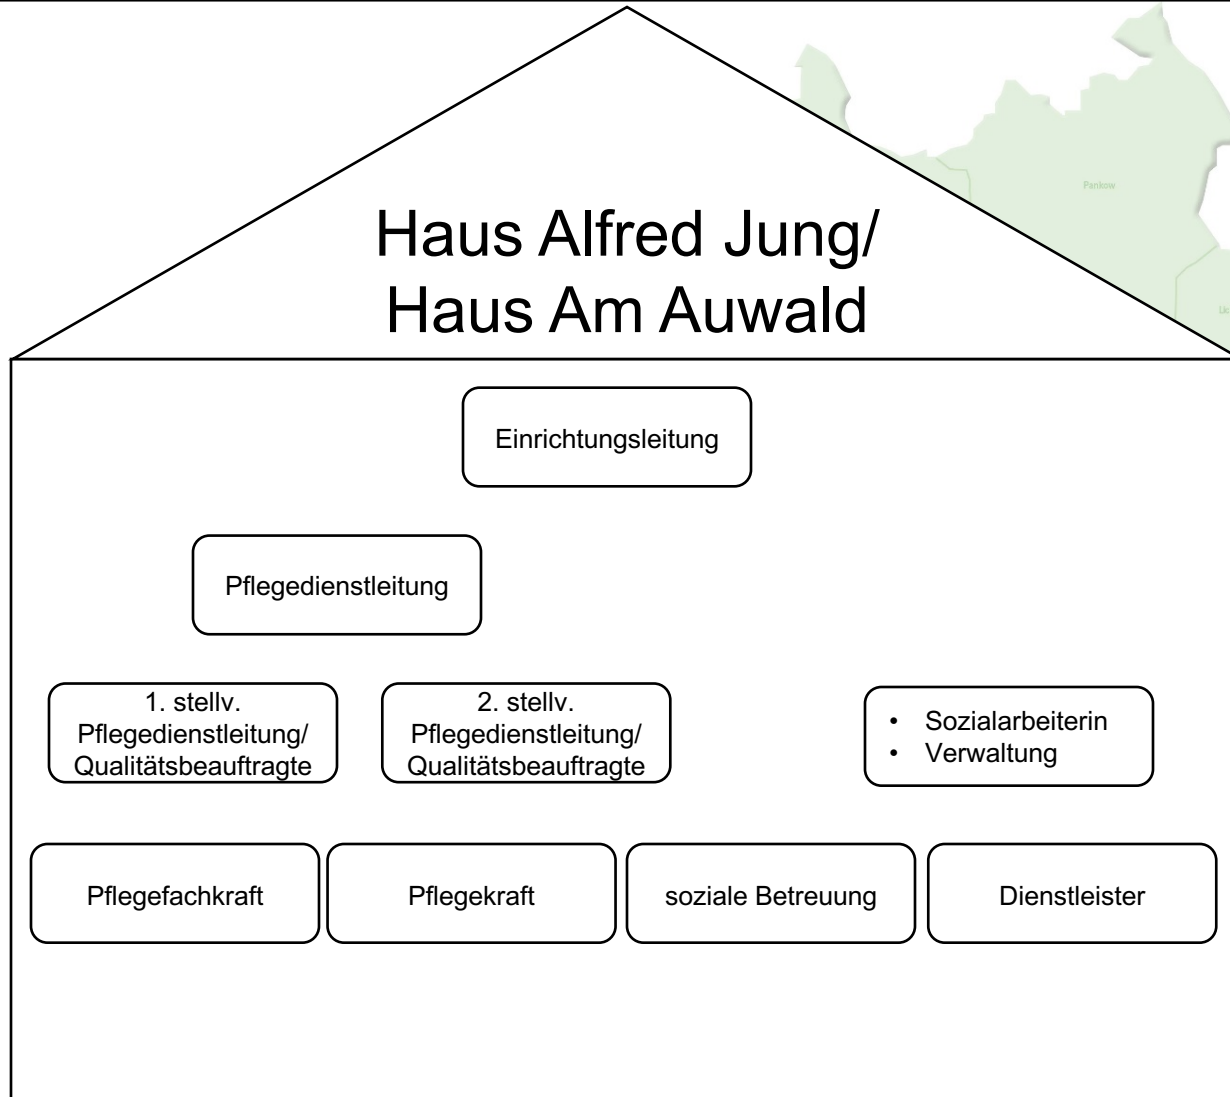 Pankow
Haus Alfred Jung/
Haus Am Auwald
Einrichtungsleitung
Pflegedienstleitung
1. stellv.
Pflegedienstleitung/
Qualitätsbeauftragte
2. stellv.
Pflegedienstleitung/
Qualitätsbeauftragte
• Sozialarbeiterin
• Verwaltung
Pflegefachkraft
Pflegekraft
soziale Betreuung
Dienstleister